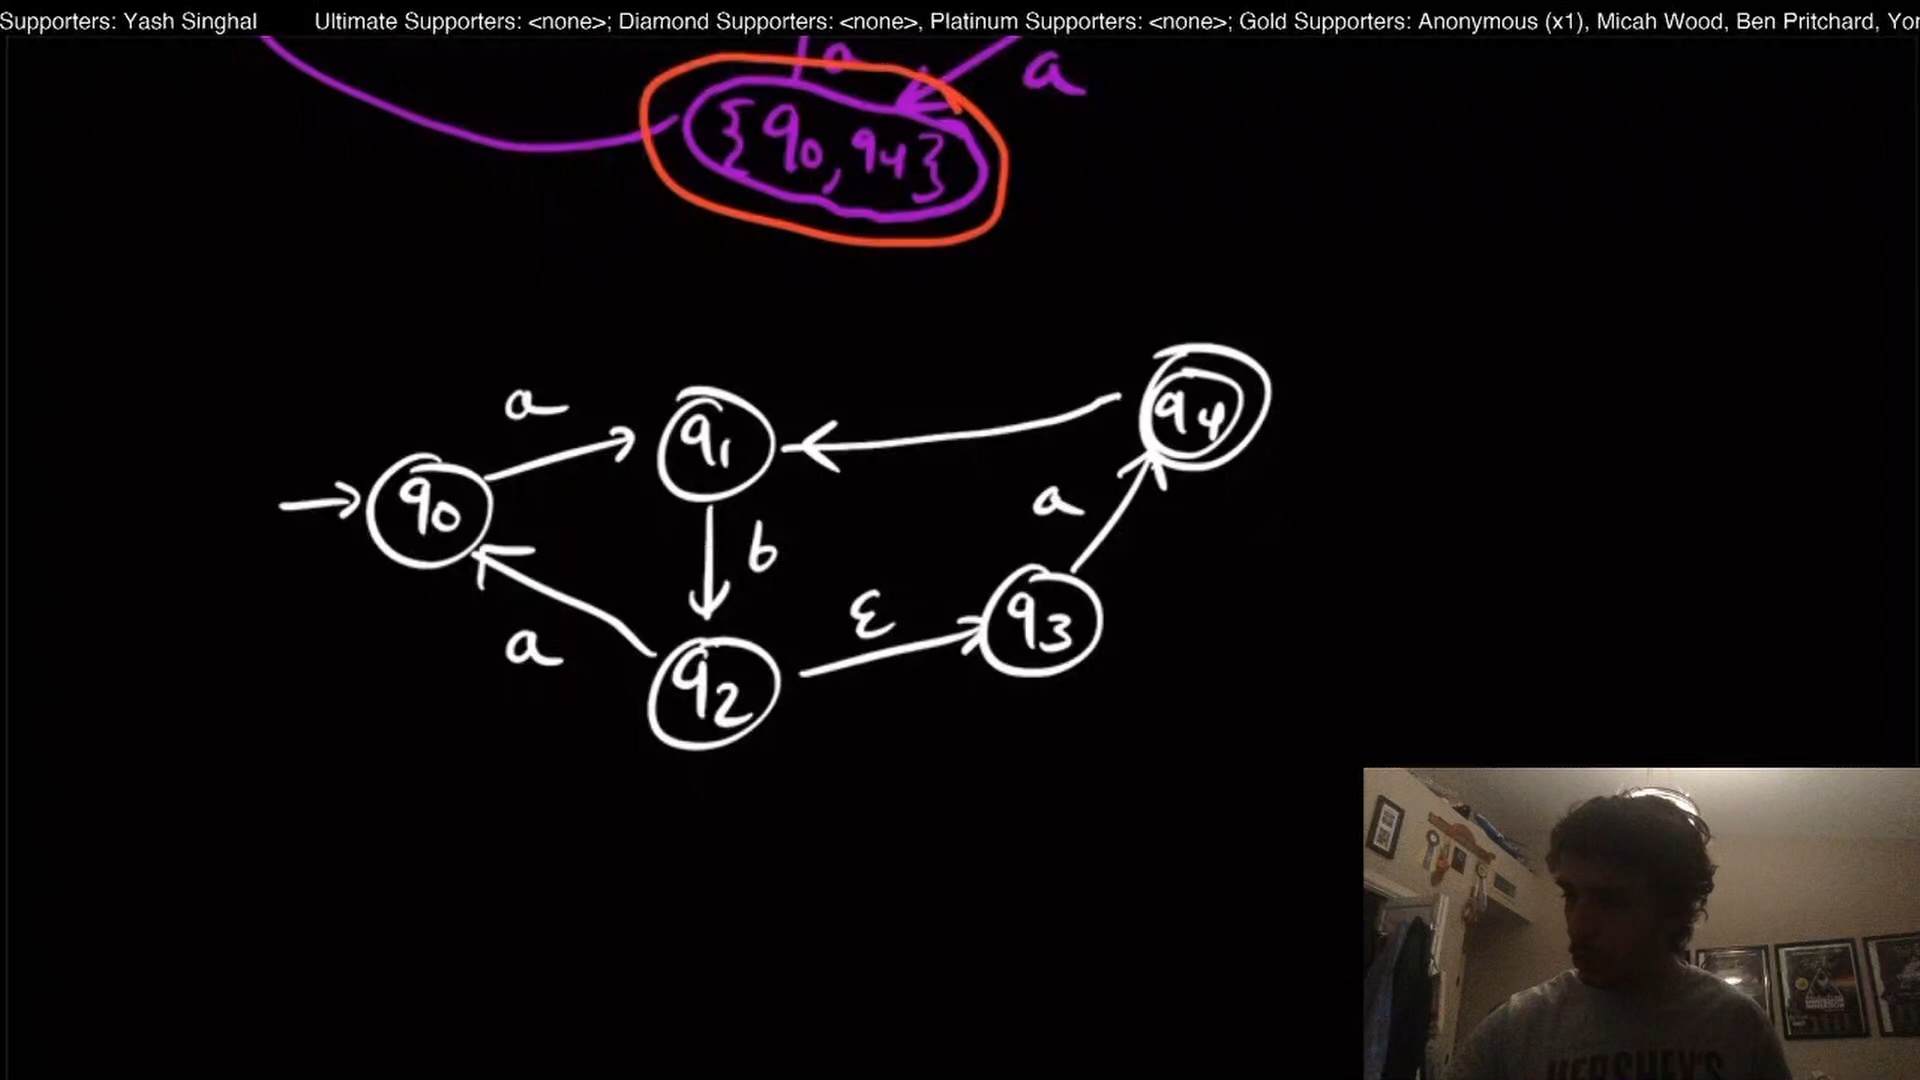 Supporters: Yash Singhal Ultimate Supporters: <none>; Diamond Supporters: <none>, Platinum Supporters: <none>; Gold Supporters: Anonymous (x1), Micah Wood, Ben Pritchard, Yor
a
a
{q0, q4}
a
q1
q4
q0
b
a
ε
q3
a
q2
HERSHEY'S